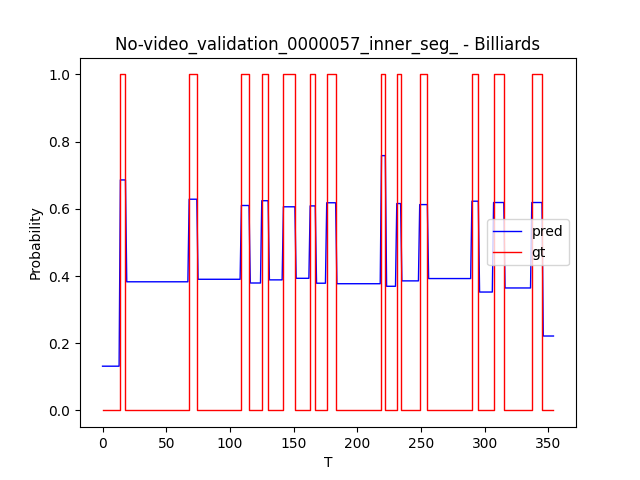 No-video_validation_0000057_inner_seg_ - Billiards
1.0
0.8
0.6
0.4
0.2
0.0
Probability
pred
gt
0 50 100 150 200 250 300 350
T